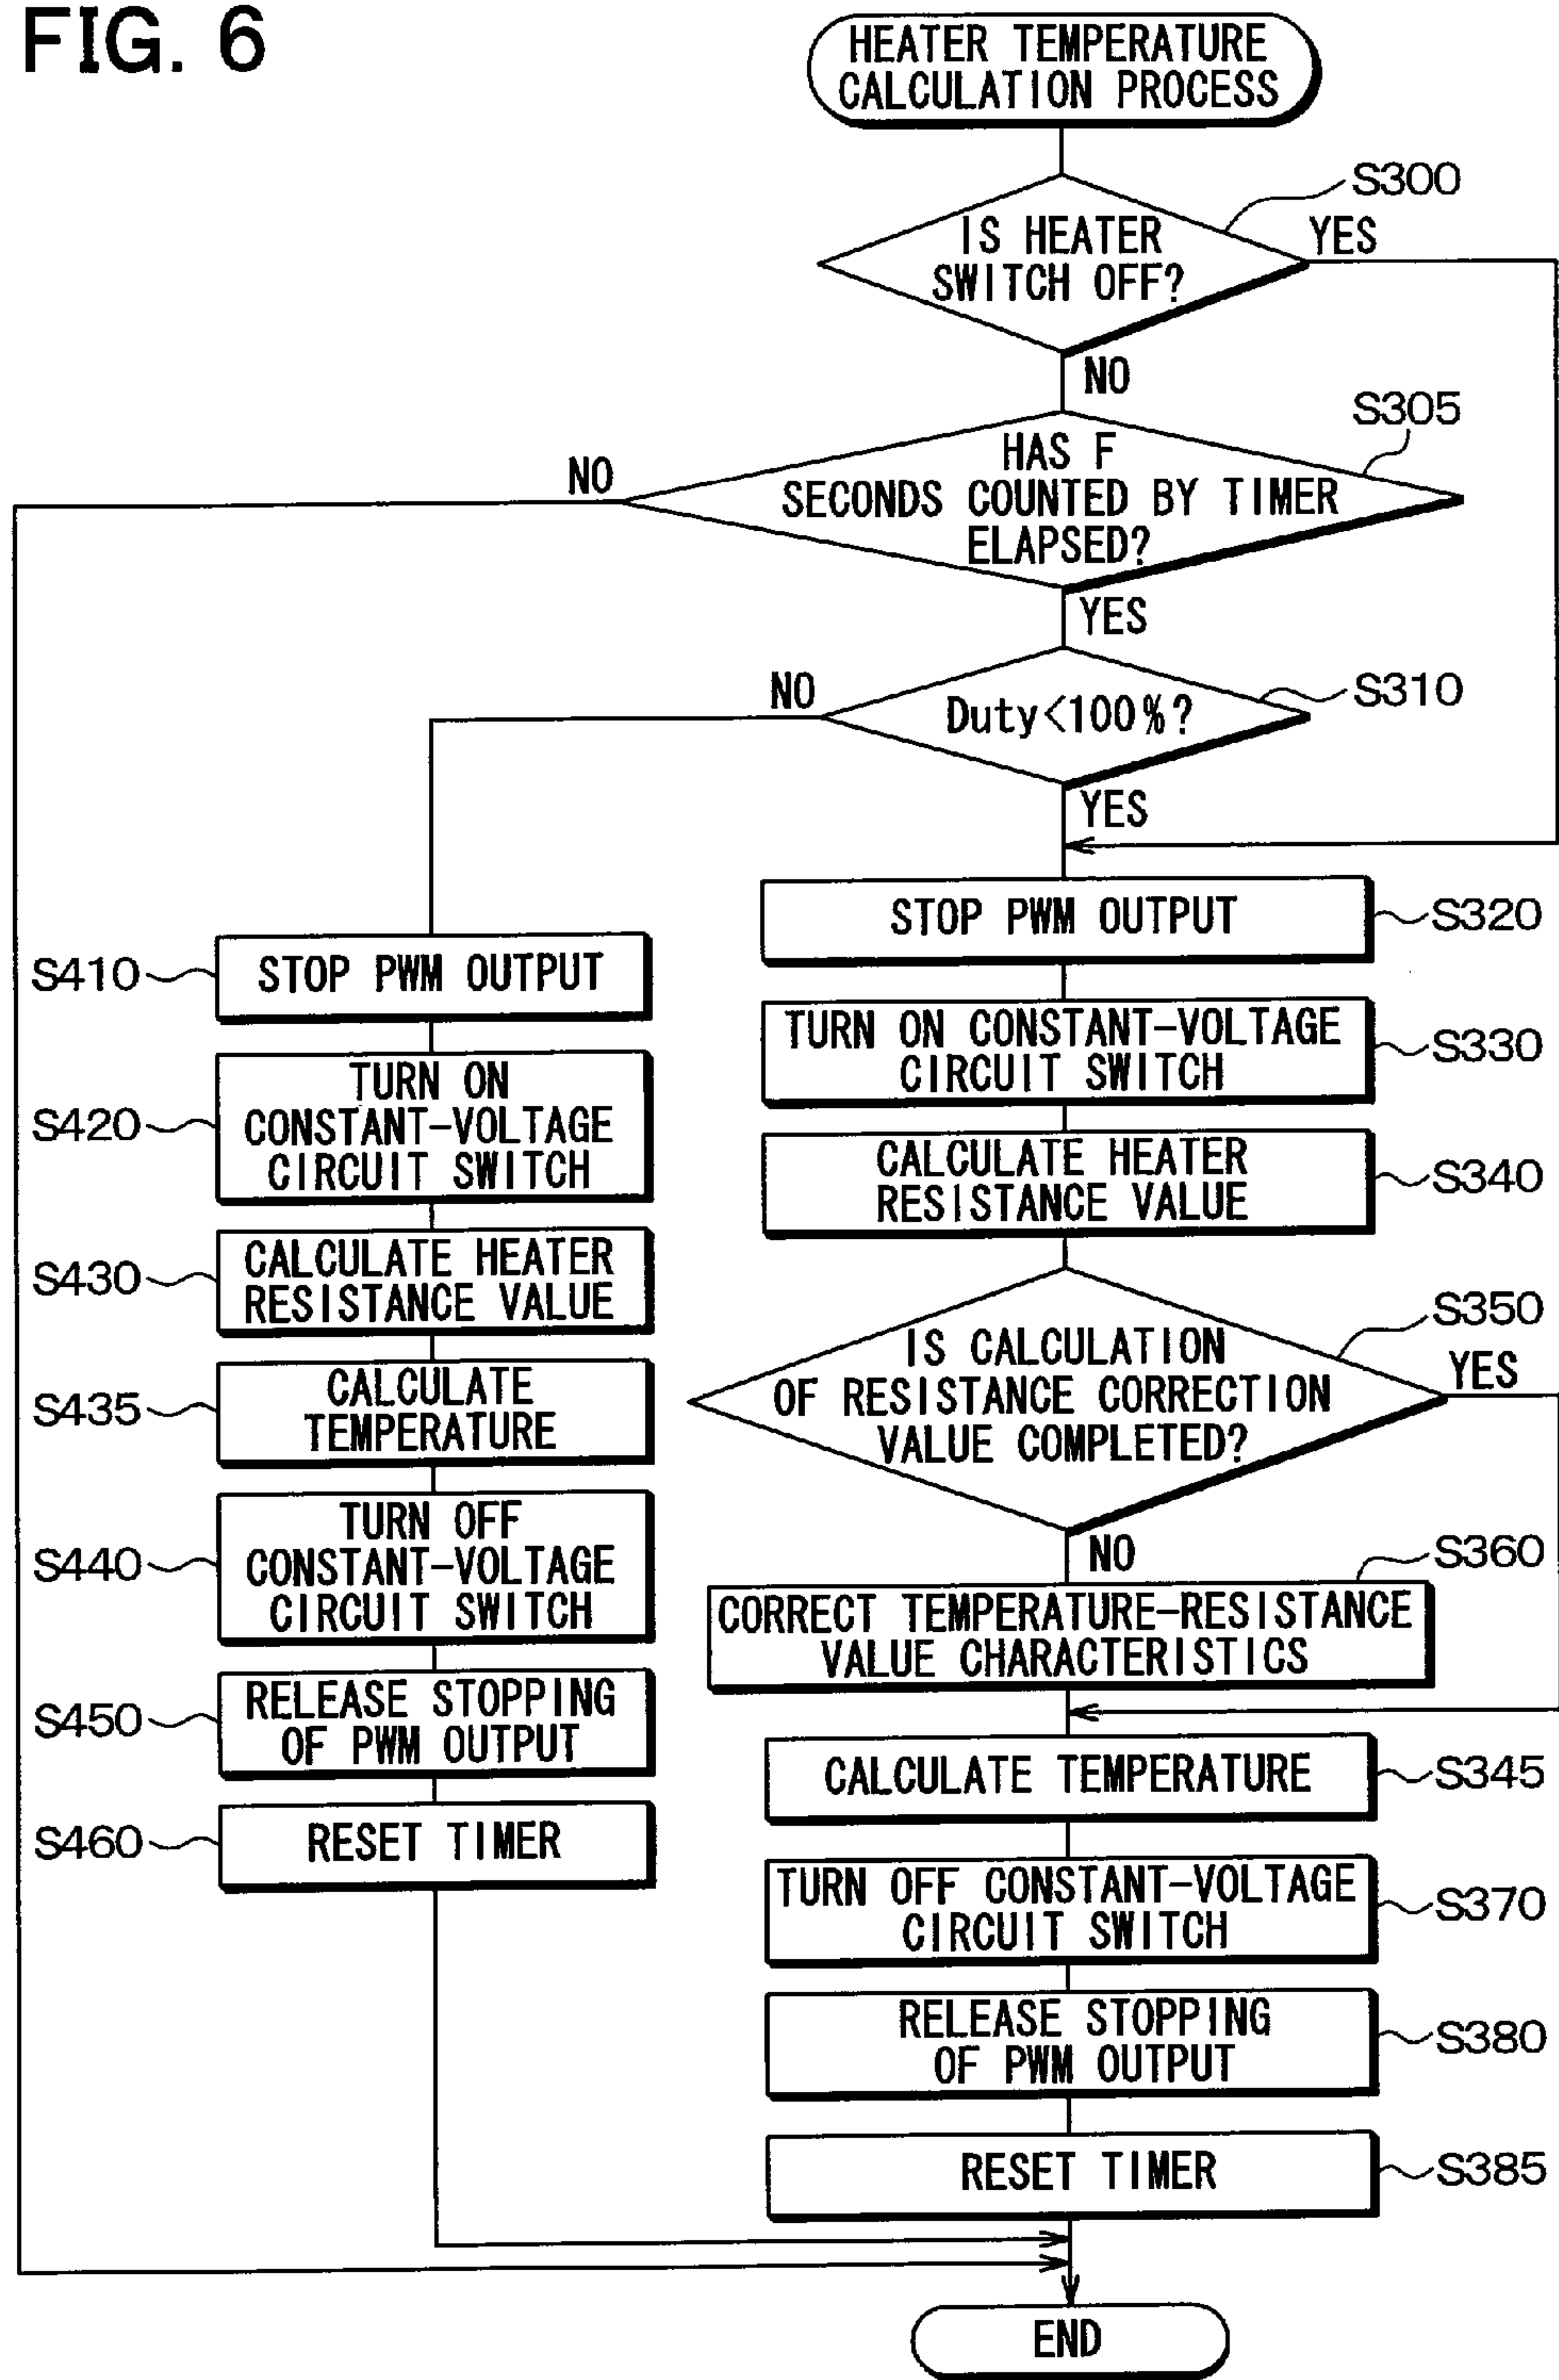 FIG. 6
HEATER TEMPERATURE
CALCULATION PROCESS
S300
IS HEATER
SWITCH OFF?
YES
NO
S305
HAS F
SECONDS COUNTED BY TIMER
ELAPSED?
NO
YES
S310
Duty<100%?
NO
YES
STOP PWM OUTPUT
S320
TURN ON CONSTANT-VOLTAGE
CIRCUIT SWITCH
S330
CALCULATE HEATER
RESISTANCE VALUE
S340
S350
IS CALCULATION
OF RESISTANCE CORRECTION
VALUE COMPLETED?
YES
NO
S360
CORRECT TEMPERATURE-RESISTANCE
VALUE CHARACTERISTICS
CALCULATE TEMPERATURE
S345
TURN OFF CONSTANT-VOLTAGE
CIRCUIT SWITCH
S370
RELEASE STOPPING
OF PWM OUTPUT
S380
RESET TIMER
S385
S410
STOP PWM OUTPUT
S420
TURN ON
CONSTANT-VOLTAGE
CIRCUIT SWITCH
S430
CALCULATE HEATER
RESISTANCE VALUE
S435
CALCULATE
TEMPERATURE
S440
TURN OFF
CONSTANT-VOLTAGE
CIRCUIT SWITCH
S450
RELEASE STOPPING
OF PWM OUTPUT
S460
RESET TIMER
END